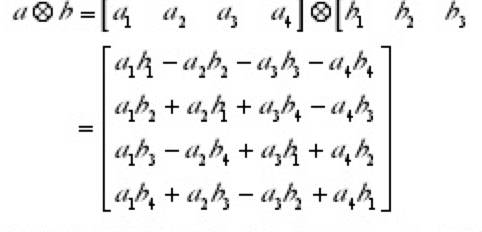 a ⊗ b = [a₁ a₂ a₃ a₄] ⊗ [b₁ b₂ b₃
= [a₁b₁ − a₂b₂ − a₃b₃ − a₄b₄
a₁b₂ + a₂b₁ + a₃b₄ − a₄b₃
a₁b₃ − a₂b₄ + a₃b₁ + a₄b₂
a₁b₄ + a₂b₃ − a₃b₂ + a₄b₁]